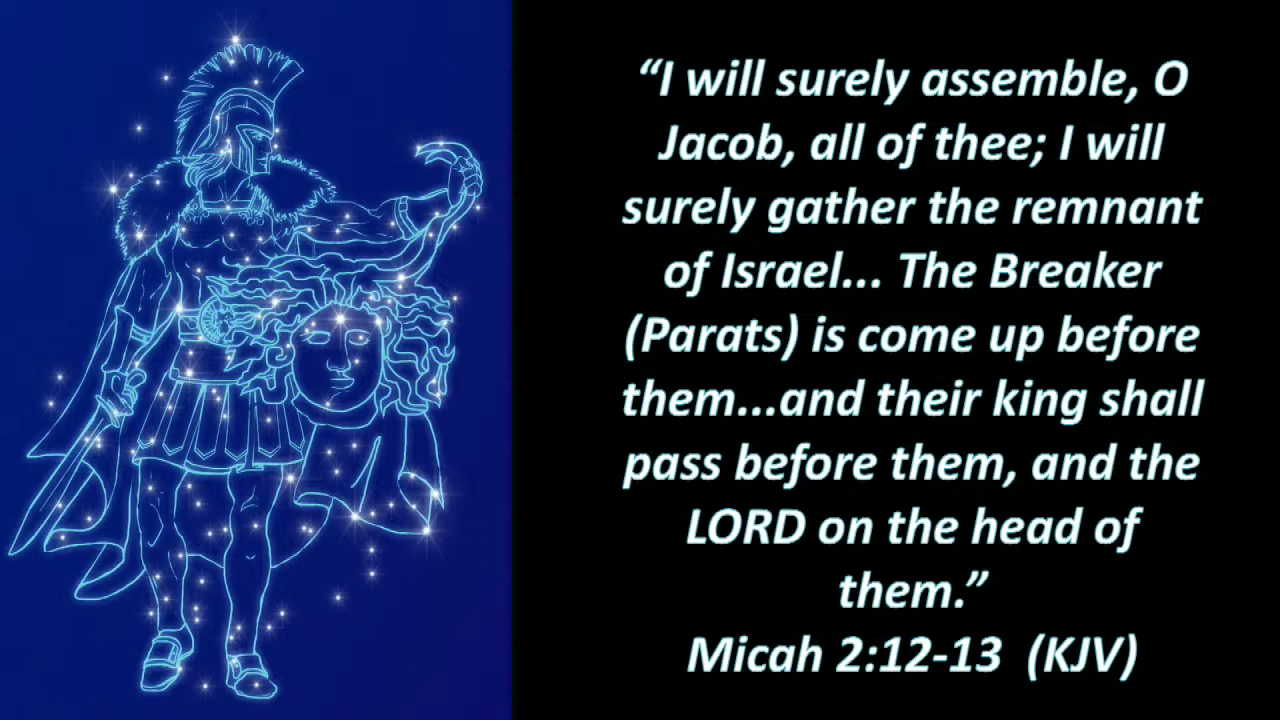 “I will surely assemble, O
Jacob, all of thee; I will
surely gather the remnant
of Israel... The Breaker
(Parats) is come up before
them...and their king shall
pass before them, and the
LORD on the head of
them.”
Micah 2:12-13 (KJV)